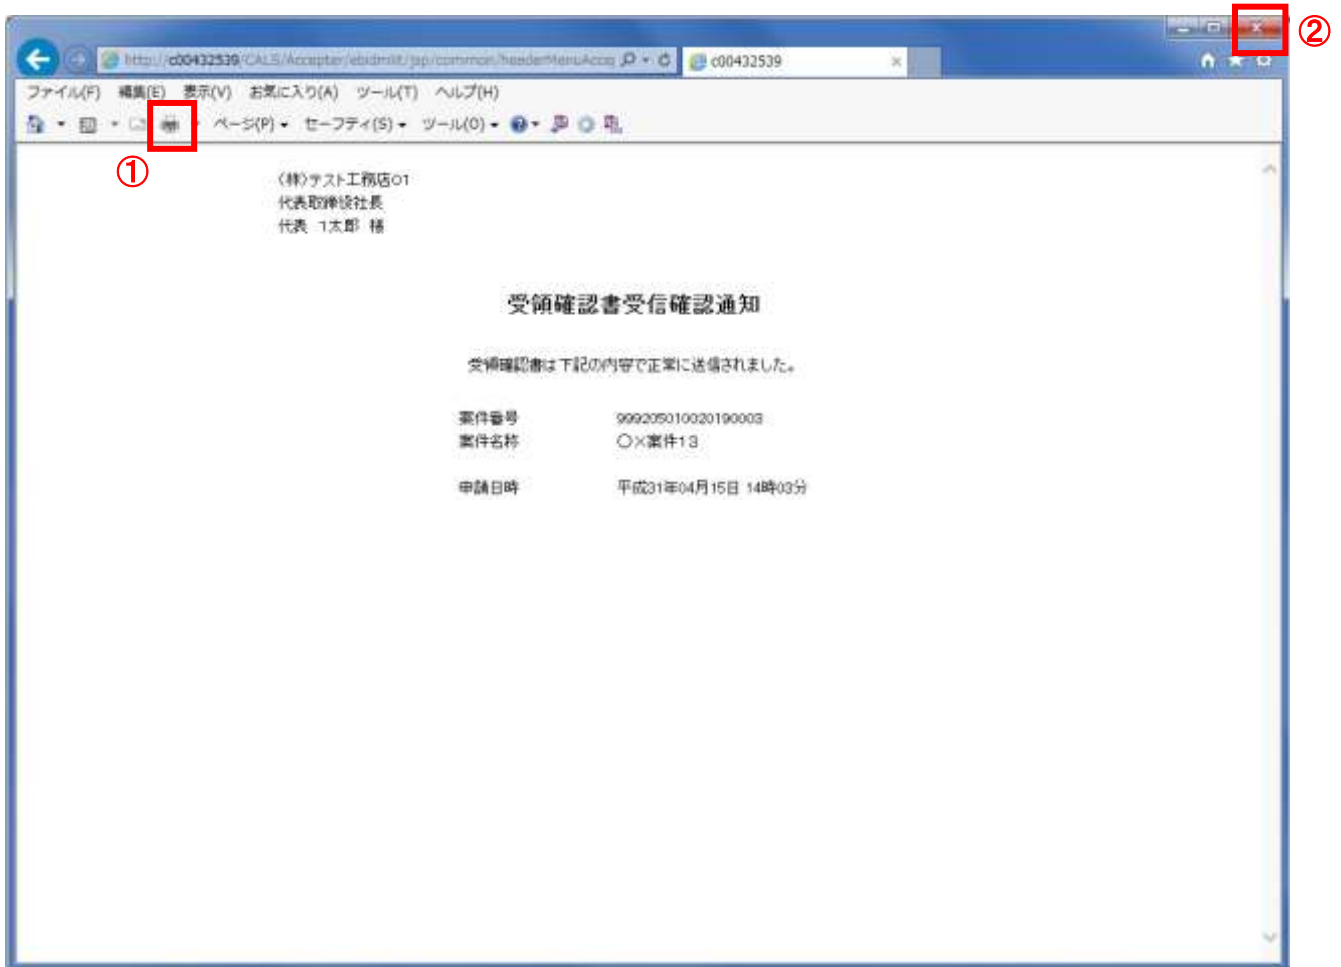 ②
http://c00432539/CALS/Accepter/ebidmlit/jsp/common/headerMenuAccep
c00432539
ファイル(F) 編集(E) 表示(V) お気に入り(A) ツール(T) ヘルプ(H)
ページ(P) セーフティ(S) ツール(O)
①
(株)テスト工務店01
代表取締役社長
代表 1太郎 様
受領確認書受信確認通知
受領確認書は下記の内容で正常に送信されました。
案件番号 999205010020190003
案件名称 〇×案件13
申請日時 平成31年04月15日 14時03分